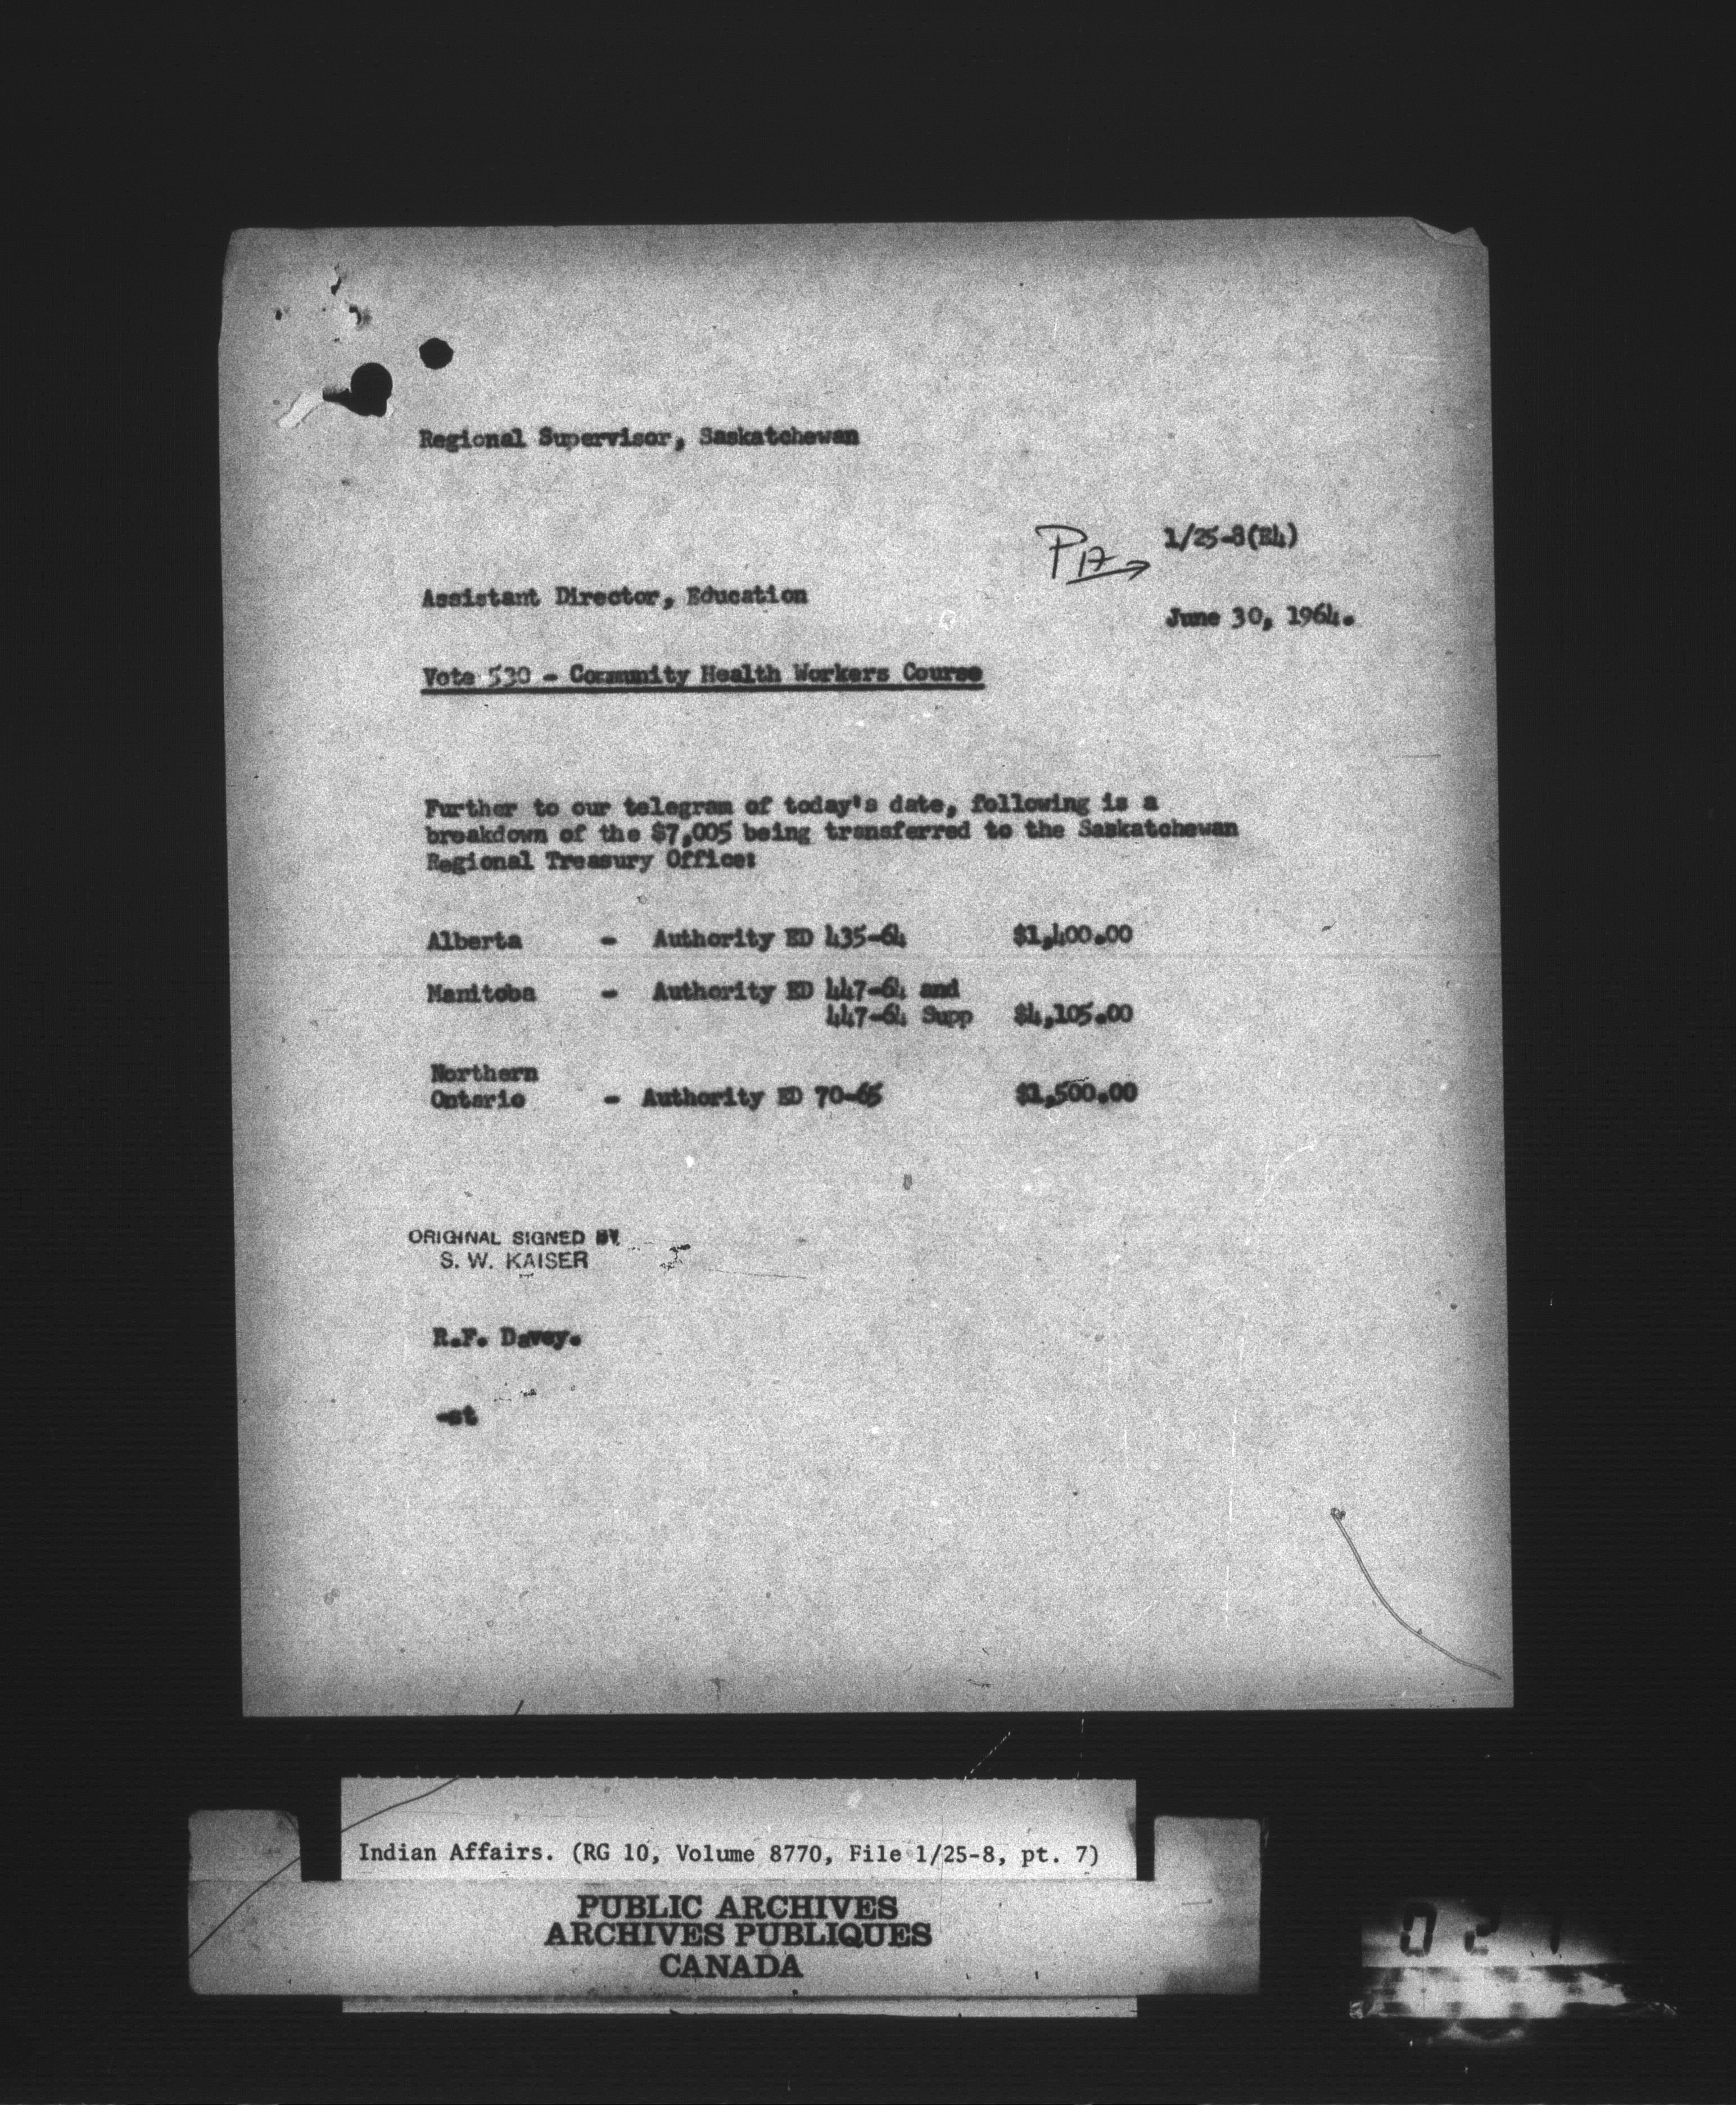 Regional Supervisor, Saskatchewan
P17
1/25-8(E4)
Assistant Director, Education
June 30, 1964.
Vote 530 - Community Health Workers Course
Further to our telegram of today's date, following is a
breakdown of the $7,005 being transferred to the Saskatchewan
Regional Treasury Office:
Alberta - Authority ED 435-64 $1,400.00
Manitoba - Authority ED 447-64 and
447-64 Supp $4,105.00
Northern
Ontario - Authority ED 70-65 $1,500.00
ORIGINAL SIGNED BY
S. W. KAISER
R.F. Davey.
-st
Indian Affairs. (RG 10, Volume 8770, File 1/25-8, pt. 7)
PUBLIC ARCHIVES
ARCHIVES PUBLIQUES
CANADA